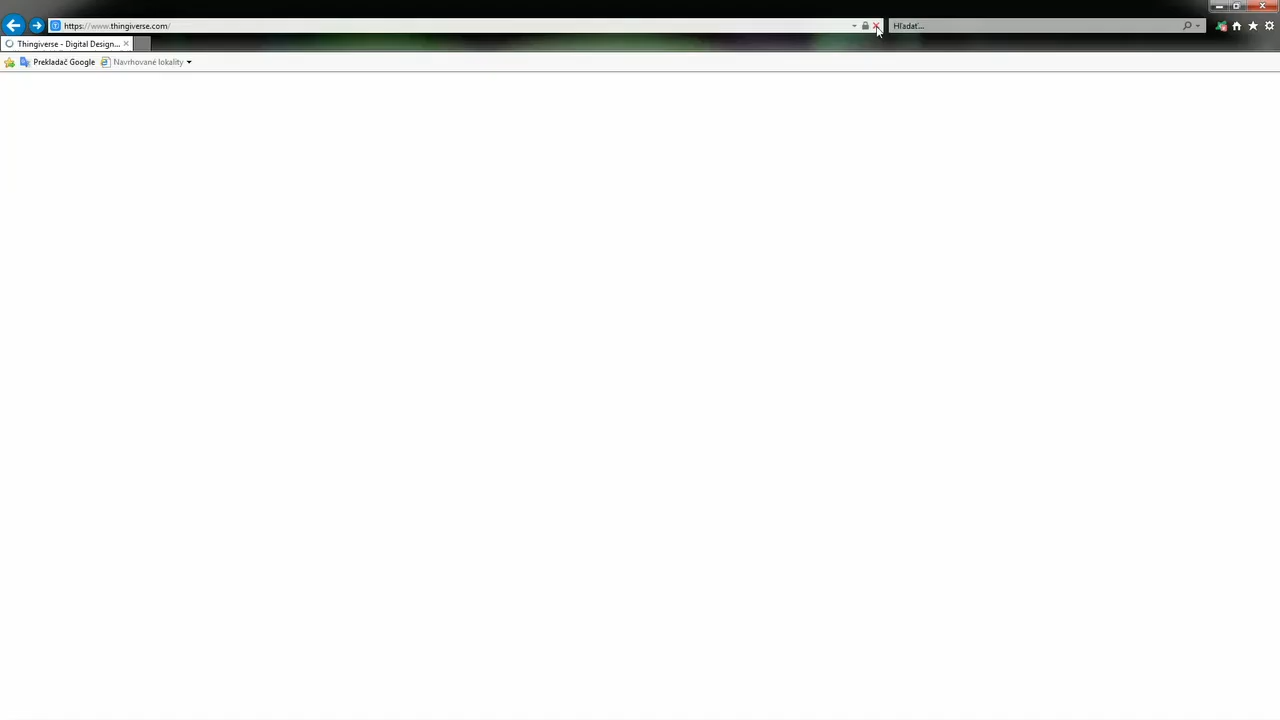 https://www.thingiverse.com/
Hľadať...
Thingiverse - Digital Design...
Prekladač Google
Navrhované lokality